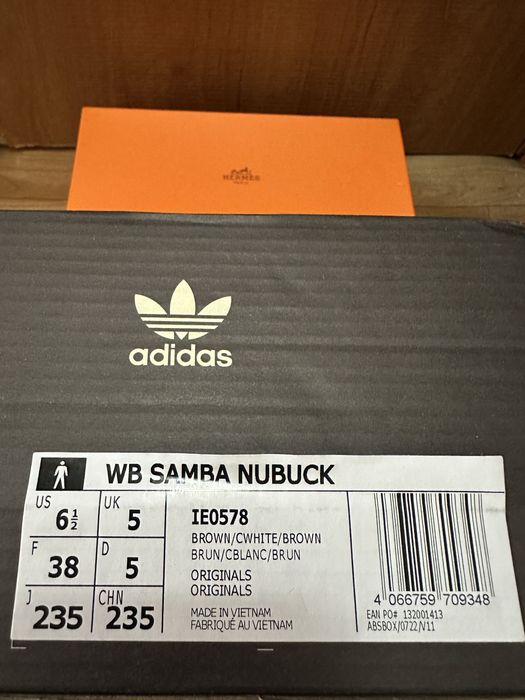 HERMES
PARIS
adidas
WB SAMBA NUBUCK
US
6½
UK
5
F
38
D
5
J
235
CHN
235
IE0578
BROWN/CWHITE/BROWN
BRUN/CBLANC/BRUN
ORIGINALS
ORIGINALS
MADE IN VIETNAM
FABRIQUÉ AU VIETNAM
4 066759 709348
EAN PO# 132001413
ABSBOX/0722/V11